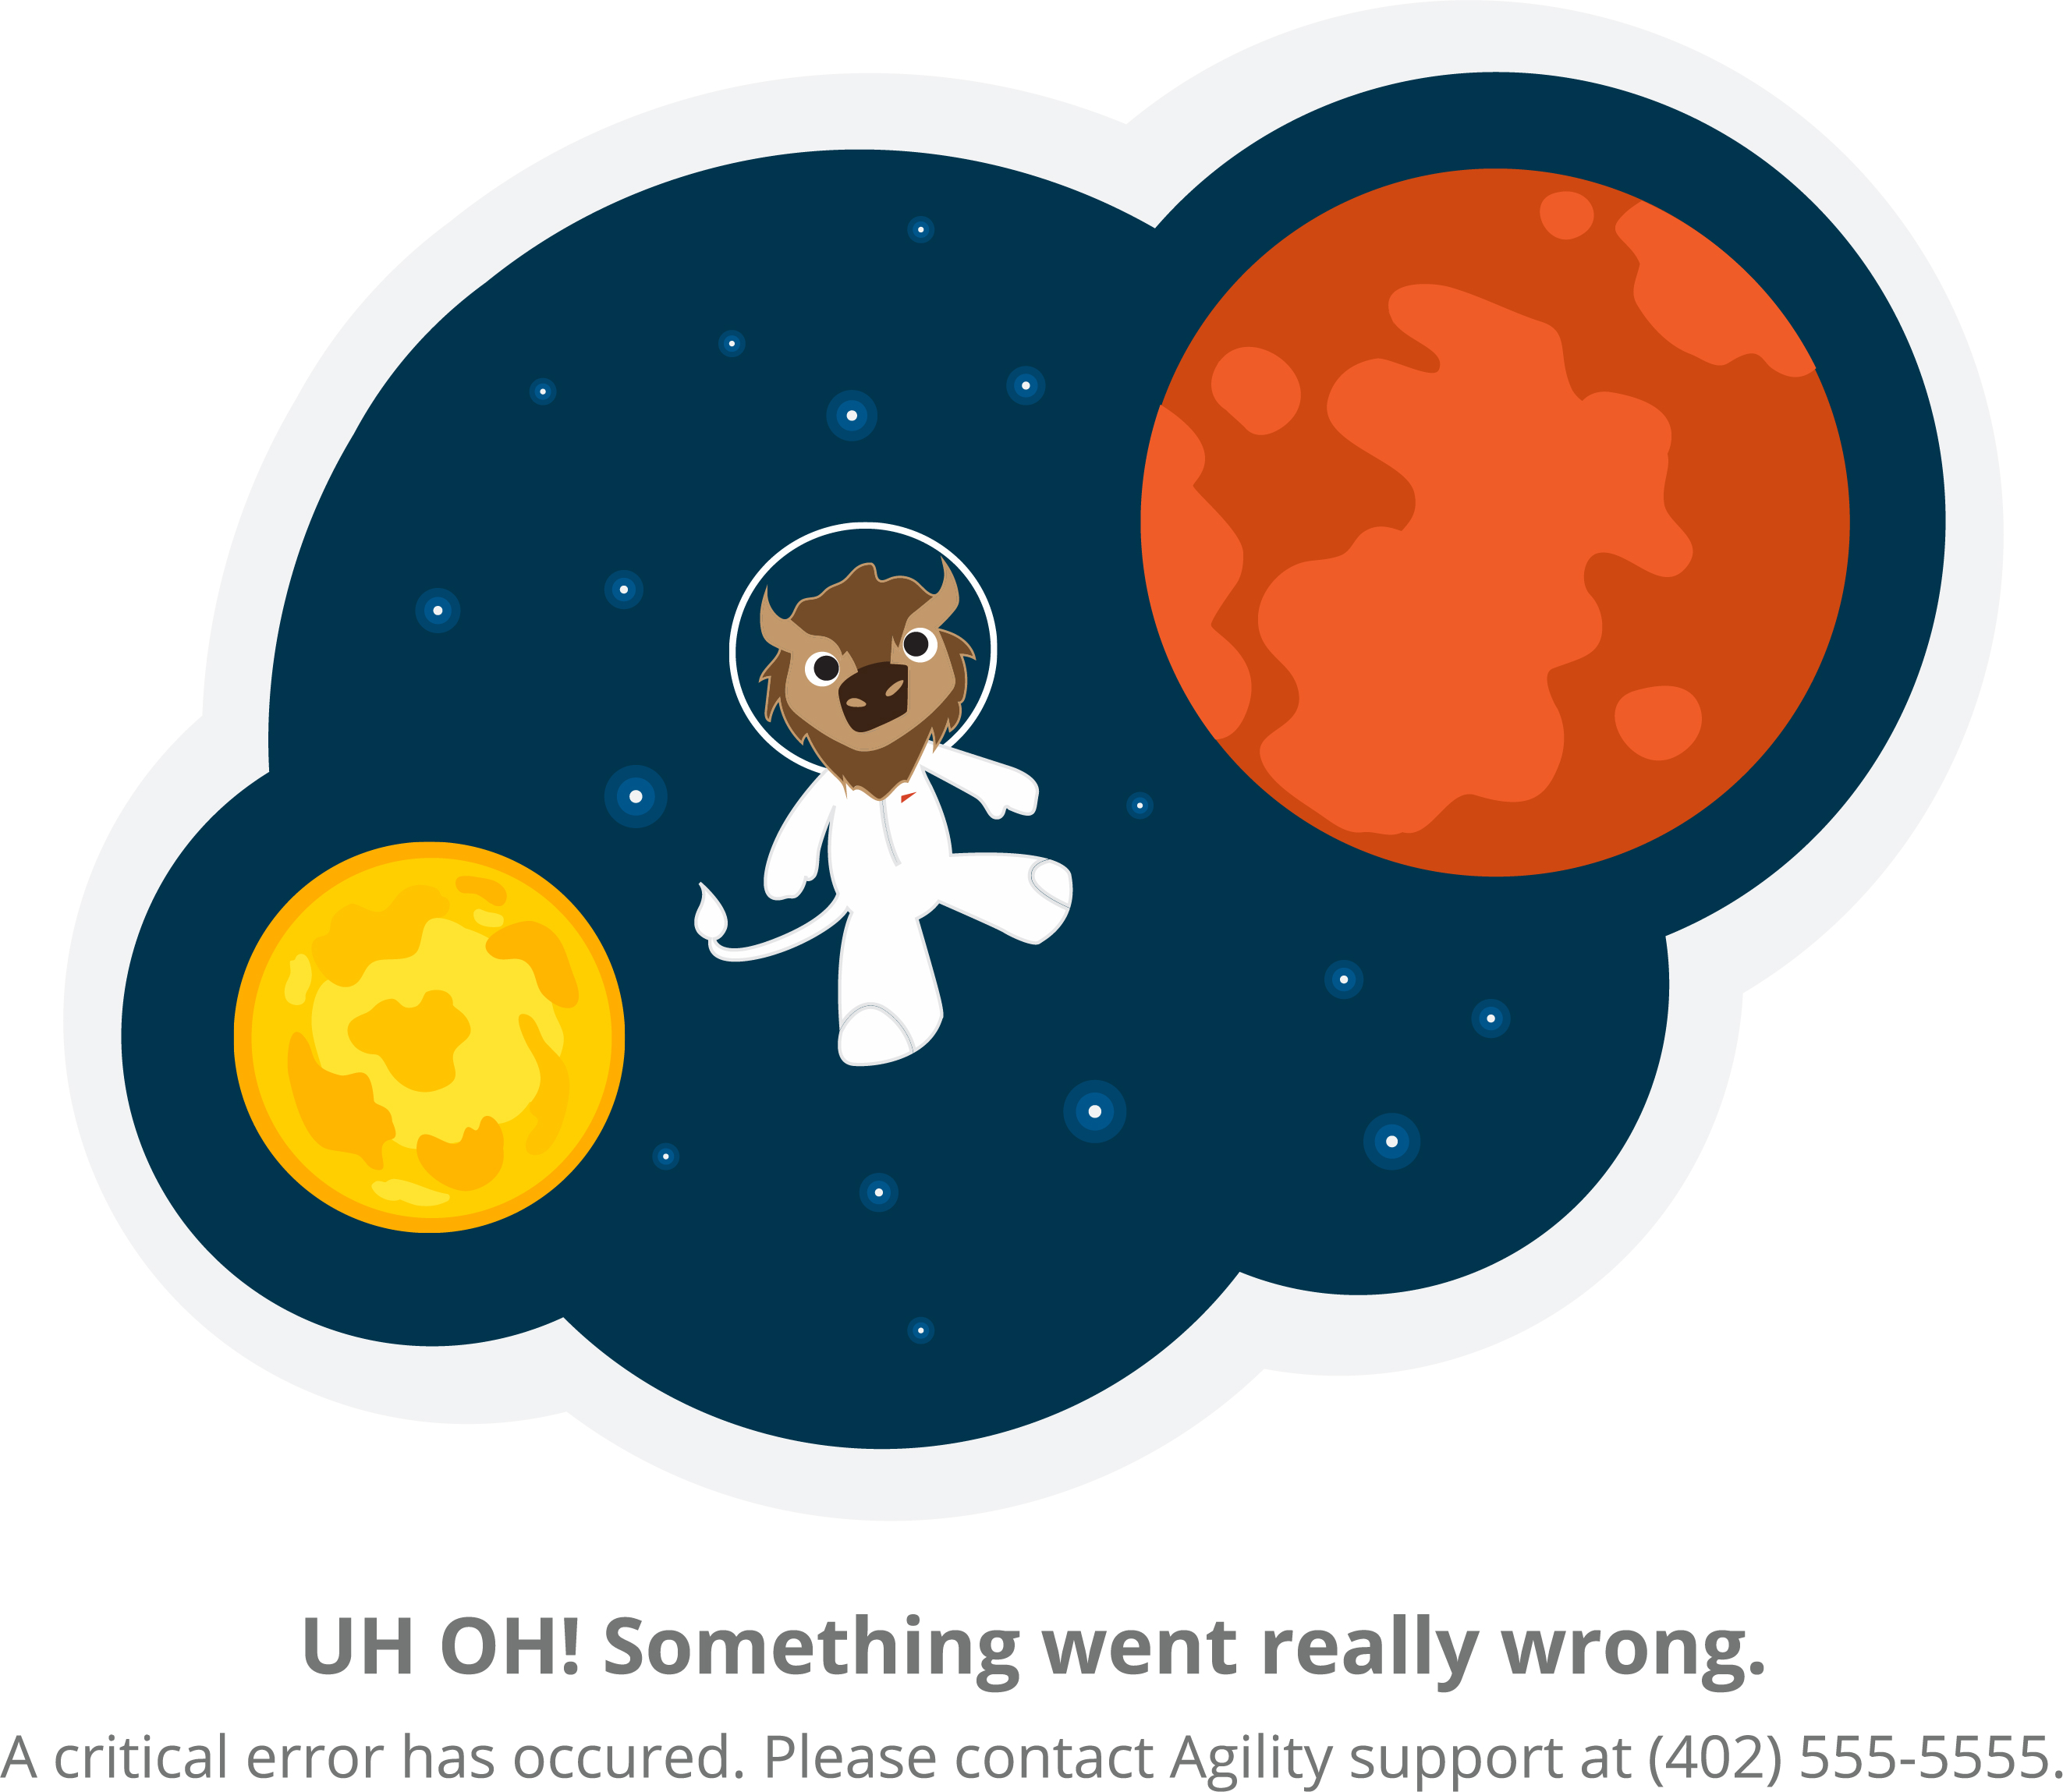 UH OH! Something went really wrong.
A critical error has occured. Please contact Agility support at (402) 555-5555.